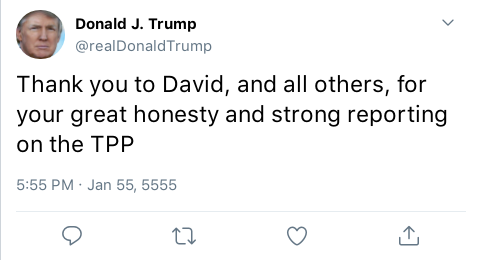 Donald J. Trump
@realDonaldTrump
Thank you to David, and all others, for
your great honesty and strong reporting
on the TPP
5:55 PM · Jan 55, 5555